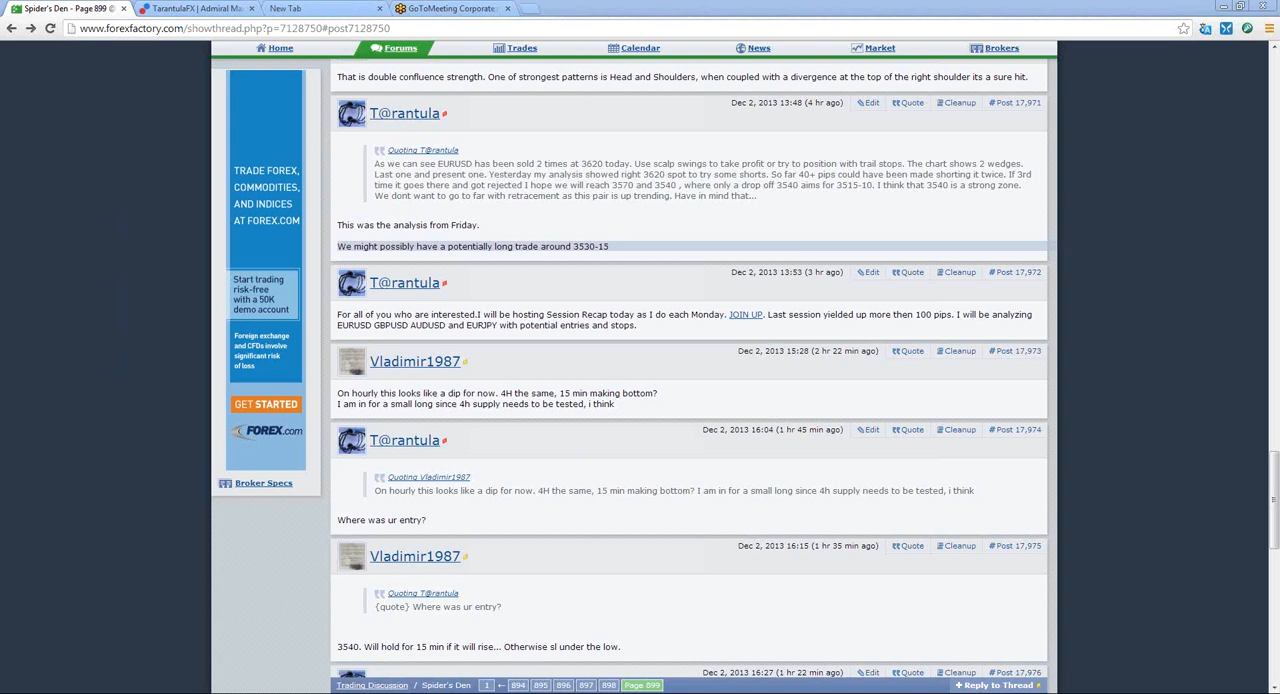 Spider's Den - Page 899
TarantulaFX | Admiral Ma
New Tab
GoToMeeting Corporate
www.forexfactory.com/showthread.php?p=7128750#post7128750
Home
Forums
Trades
Calendar
News
Market
Brokers
That is double confluence strength. One of strongest patterns is Head and Shoulders, when coupled with a divergence at the top of the right shoulder its a sure hit.
T@rantula
Dec 2, 2013 13:48 (4 hr ago)
Edit
Quote
Cleanup
#Post 17,971
Quoting T@rantula
As we can see EURUSD has been sold 2 times at 3620 today. Use scalp swings to take profit or try to position with trail stops. The chart shows 2 wedges.
Last one and present one. Yesterday my analysis showed right 3620 spot to try some shorts. So far 40+ pips could have been made shorting it twice. If 3rd
time it goes there and got rejected I hope we will reach 3570 and 3540 , where only a drop off 3540 aims for 3515-10. I think that 3540 is a strong zone.
We dont want to go to far with retracement as this pair is up trending. Have in mind that...
This was the analysis from Friday.
We might possibly have a potentially long trade around 3530-15
T@rantula
Dec 2, 2013 13:53 (3 hr ago)
Edit
Quote
Cleanup
#Post 17,972
For all of you who are interested.I will be hosting Session Recap today as I do each Monday. JOIN UP. Last session yielded up more then 100 pips. I will be analyzing
EURUSD GBPUSD AUDUSD and EURJPY with potential entries and stops.
Vladimir1987
Dec 2, 2013 15:28 (2 hr 22 min ago)
Quote
Cleanup
#Post 17,973
On hourly this looks like a dip for now. 4H the same, 15 min making bottom?
I am in for a small long since 4h supply needs to be tested, i think
T@rantula
Dec 2, 2013 16:04 (1 hr 45 min ago)
Edit
Quote
Cleanup
#Post 17,974
Quoting Vladimir1987
On hourly this looks like a dip for now. 4H the same, 15 min making bottom? I am in for a small long since 4h supply needs to be tested, i think
Where was ur entry?
Vladimir1987
Dec 2, 2013 16:15 (1 hr 35 min ago)
Quote
Cleanup
#Post 17,975
Quoting T@rantula
{quote} Where was ur entry?
3540. Will hold for 15 min if it will rise... Otherwise sl under the low.
Dec 2, 2013 16:27 (1 hr 22 min ago)
Edit
Quote
Cleanup
#Post 17,976
TRADE FOREX,
COMMODITIES,
AND INDICES
AT FOREX.COM
Start trading
risk-free
with a 50K
demo account
Foreign exchange
and CFDs involve
significant risk
of loss
GET STARTED
FOREX.com
Broker Specs
Trading Discussion / Spider's Den
1 ← 894 895 896 897 898 Page 899
+ Reply to Thread